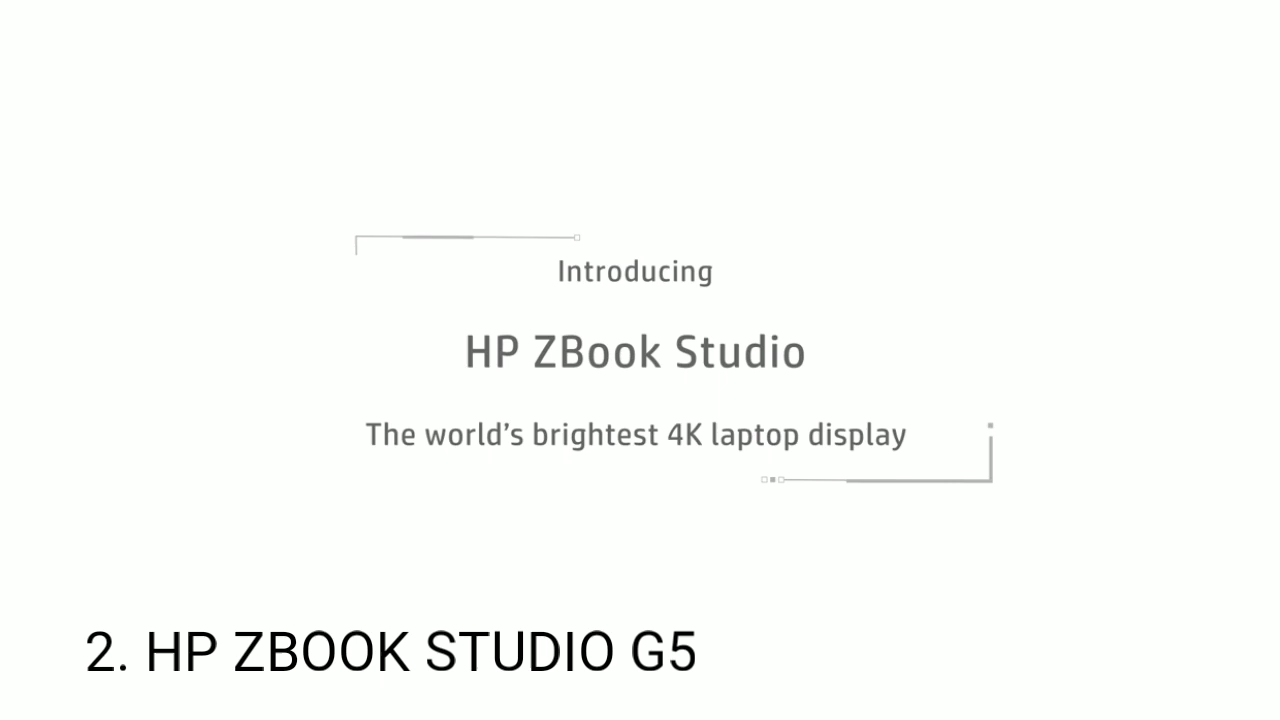 Introducing
HP ZBook Studio
The world’s brightest 4K laptop display
2. HP ZBOOK STUDIO G5